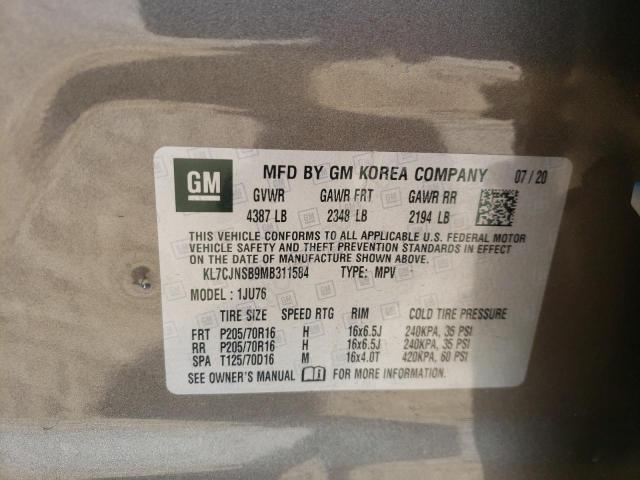 GM
MFD BY GM KOREA COMPANY 07/20
GVWR GAWR FRT GAWR RR
4387 LB 2348 LB 2194 LB
THIS VEHICLE CONFORMS TO ALL APPLICABLE U.S. FEDERAL MOTOR
VEHICLE SAFETY AND THEFT PREVENTION STANDARDS IN EFFECT
ON THE DATE OF MANUFACTURE SHOWN ABOVE.
KL7CJNSB9MB311584 TYPE: MPV
MODEL: 1JU76
TIRE SIZE SPEED RTG RIM COLD TIRE PRESSURE
FRT P205/70R16 H 16x6.5J 240KPA, 35 PSI
RR P205/70R16 H 16x6.5J 240KPA, 35 PSI
SPA T125/70D16 M 16x4.0T 420KPA, 60 PSI
SEE OWNER'S MANUAL FOR MORE INFORMATION.